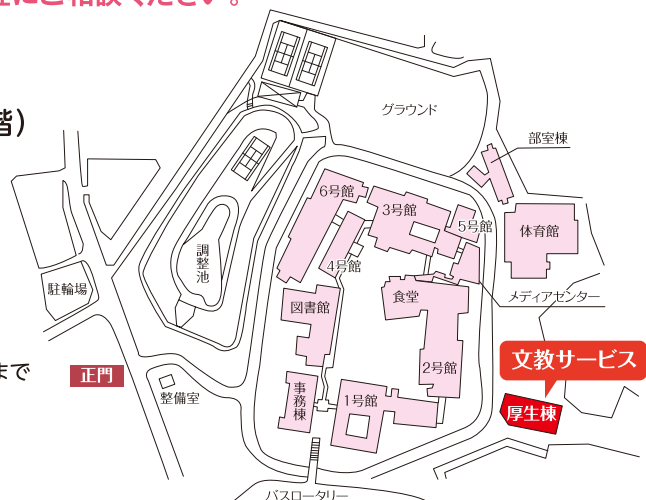 にご相談ください。
階）
グラウンド
部室棟
6号館
3号館
5号館
体育館
4号館
調整池
駐輪場
図書館
食堂
メディアセンター
文教サービス
2号館
まで
正門
整備室
事務棟
1号館
厚生棟
バスロータリー